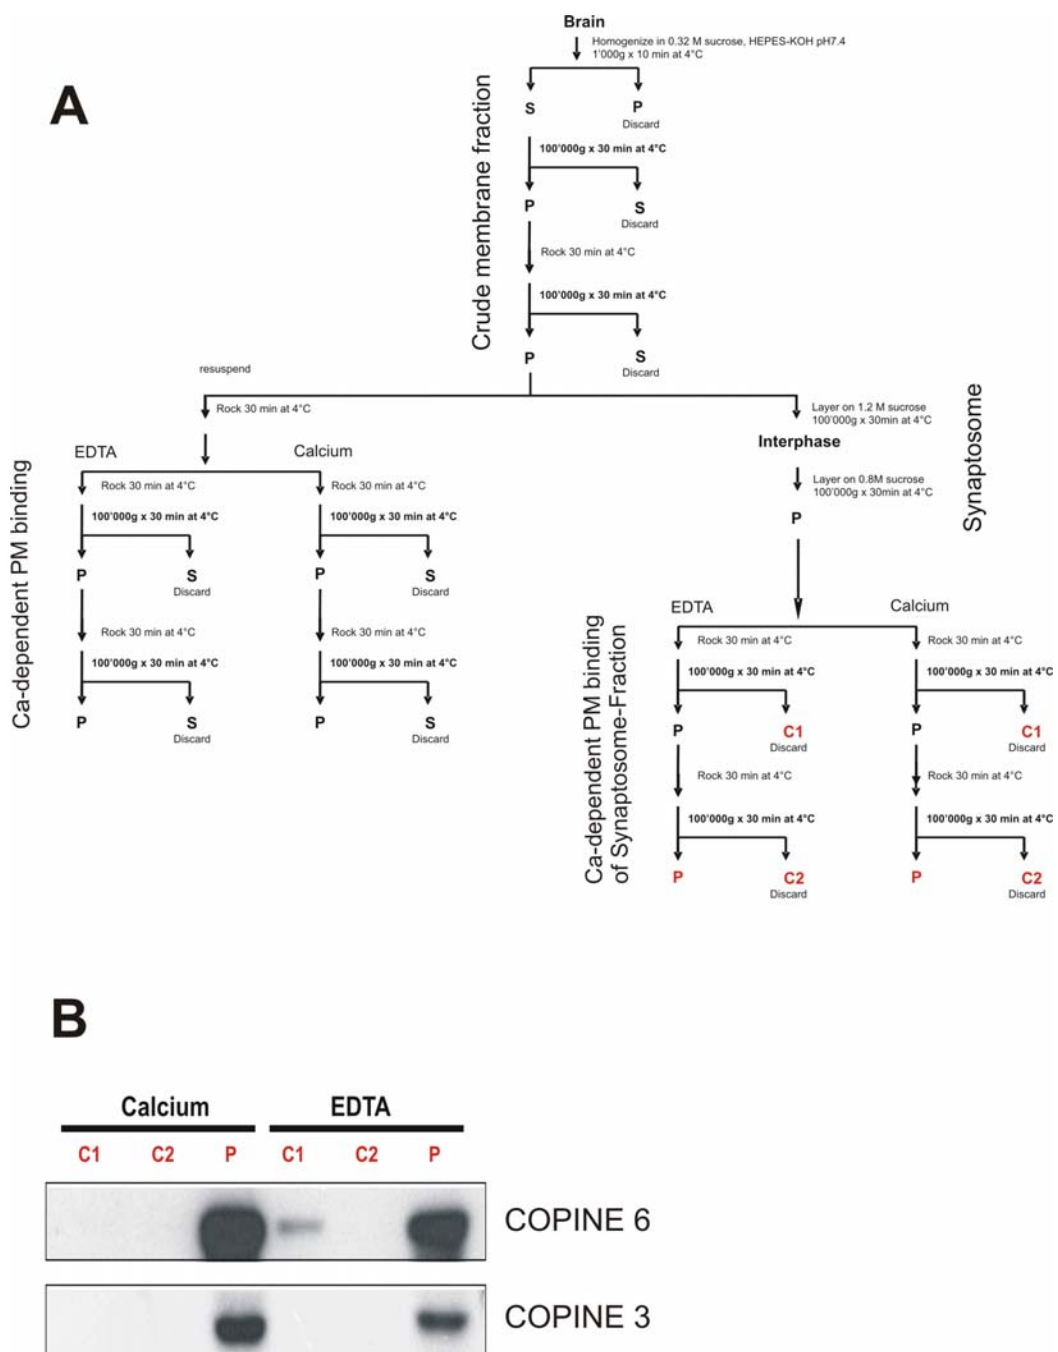 A
Brain
Homogenize in 0.32 M sucrose, HEPES-KOH pH7.4
1'000g x 10 min at 4°C
S
P
Discard
Crude membrane fraction
100'000g x 30 min at 4°C
P
S
Discard
Rock 30 min at 4°C
100'000g x 30 min at 4°C
P
S
Discard
resuspend
Rock 30 min at 4°C
EDTA
Calcium
Ca-dependent PM binding
Rock 30 min at 4°C
Rock 30 min at 4°C
100'000g x 30 min at 4°C
100'000g x 30 min at 4°C
P
S
P
S
Discard
Discard
Rock 30 min at 4°C
Rock 30 min at 4°C
100'000g x 30 min at 4°C
100'000g x 30 min at 4°C
P
S
P
S
Discard
Discard
Layer on 1.2 M sucrose
100'000g x 30min at 4°C
Interphase
Synaptosome
Layer on 0.8M sucrose
100'000g x 30min at 4°C
P
EDTA
Calcium
Ca-dependent PM binding
of Synaptosome-Fraction
Rock 30 min at 4°C
Rock 30 min at 4°C
100'000g x 30 min at 4°C
100'000g x 30 min at 4°C
P
C1
P
C1
Discard
Discard
Rock 30 min at 4°C
Rock 30 min at 4°C
100'000g x 30 min at 4°C
100'000g x 30 min at 4°C
P
C2
P
C2
Discard
Discard
B
Calcium EDTA
C1 C2 P C1 C2 P
COPINE 6
COPINE 3